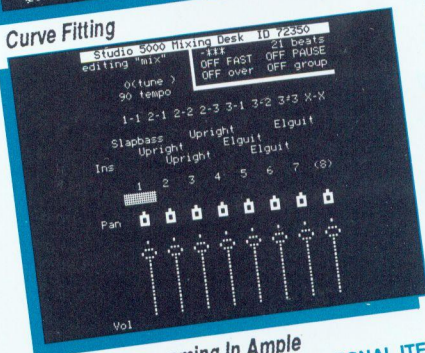 Curve Fitting
Studio 5000 Mixing Desk ID 72350
editing "mix" -*** 21 beats
OFF FAST OFF PAUSE
0(tune ) OFF over OFF group
90 tempo
1-1 2-1 2-2 2-3 3-1 3-2 3-3 X-X
Slapbass Upright Elguit
Upright Elguit
Ins Upright Elguit
1 2 3 4 5 6 7 (8)
Pan
Vol
In Ample